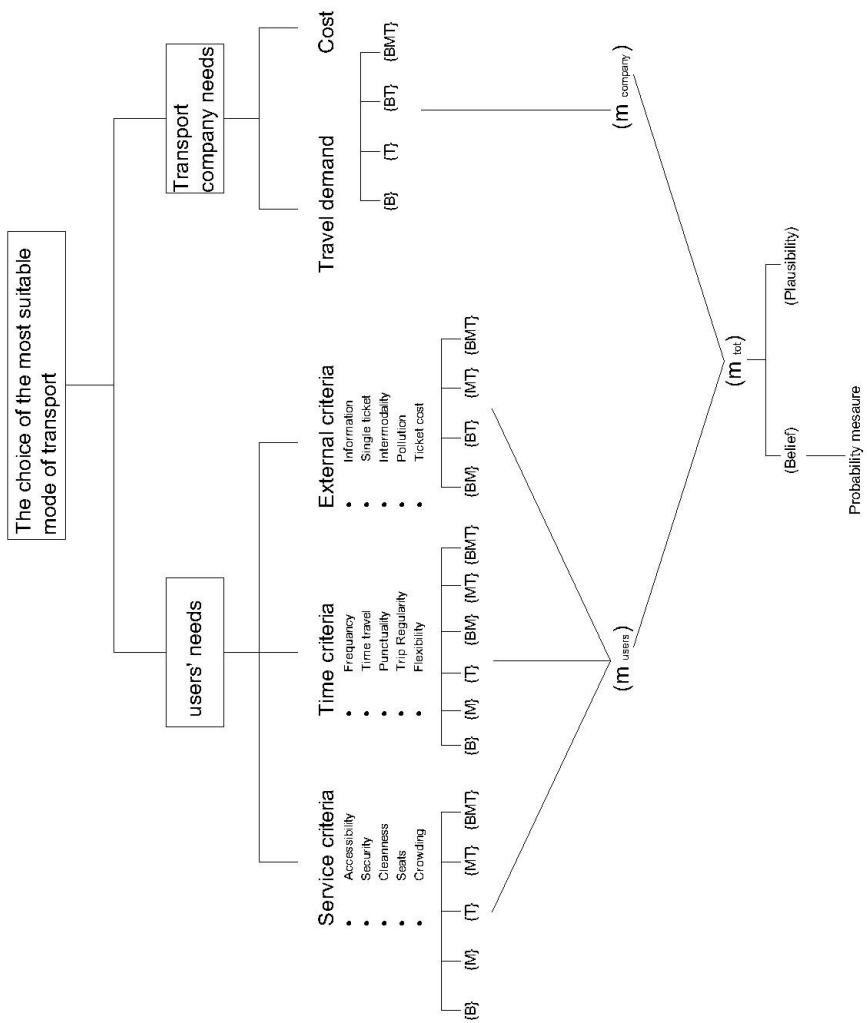 The choice of the most suitable
mode of transport
users' needs
Transport
company needs
Service criteria
• Accessibility
• Security
• Cleanness
• Seats
• Crowding
Time criteria
• Frequancy
• Time travel
• Punctuality
• Trip Regularity
• Flexibility
External criteria
• Information
• Single ticket
• Intermodality
• Pollution
• Ticket cost
Travel demand
Cost
{B} {M} {T} {MT} {BMT}
{B} {M} {T} {BM} {MT} {BMT}
{BM} {BT} {MT} {BMT}
{B} {T} {BT} {BMT}
(m users)
(m company)
(m tot)
(Belief)
(Plausibility)
Probability mesaure